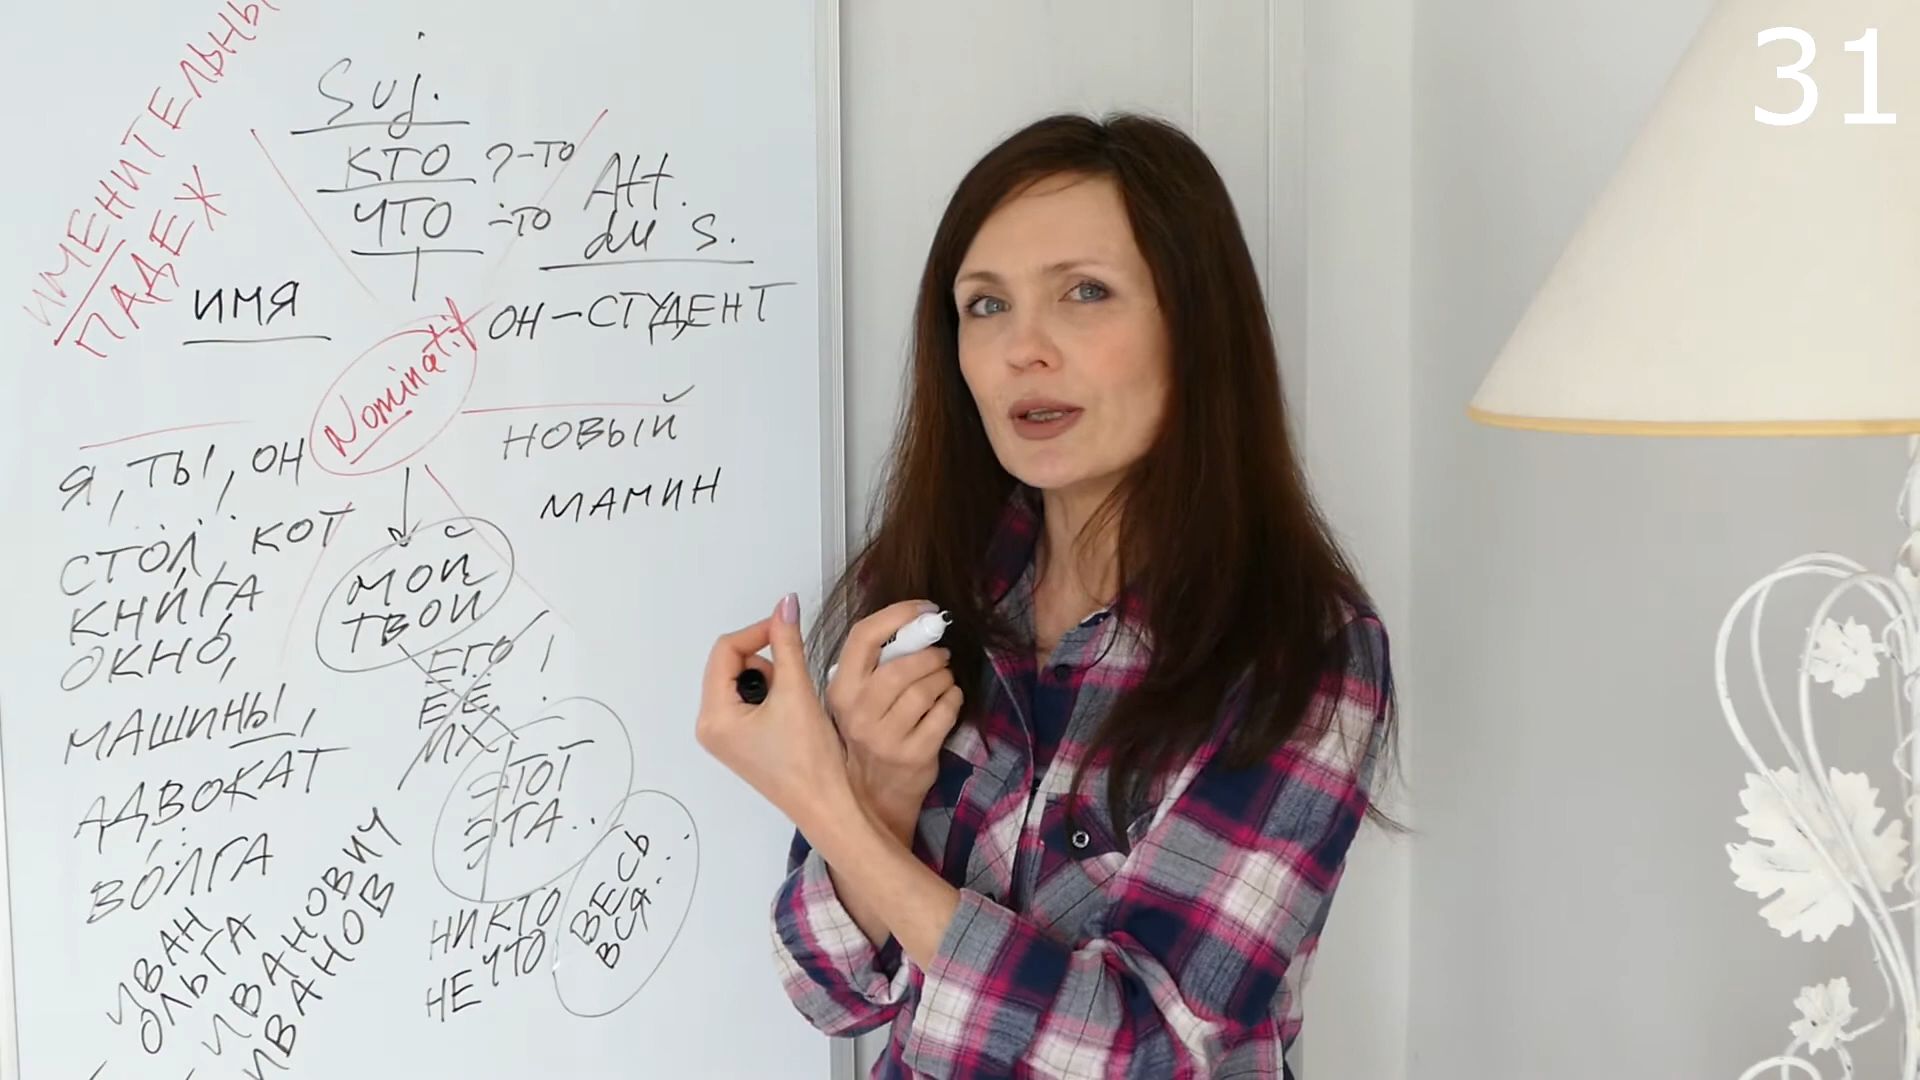 31
ИМЕНИТЕЛЬНЫ
ПАДЕЖ
Suj.
КТО ?-ТО
ЧТО -ТО
Att.
du s.
ИМЯ
ОН – СТУДЕНТ
Nominatif
НОВЫЙ
МАМИН
Я, ТЫ, ОН
СТОЛ, КОТ
КНИГА
ОКНО,
МАШИНЫ,
АДВОКАТ
ВОЛГА
ИВАН
ОЛЬГА
ИВАНОВИЧ
ИВАНОВ
МОЙ
ТВОЙ
ЕГО !
ЕЁ
ИХ
ЭТОТ
ЭТА..
ВЕСЬ
ВСЯ...
НИКТО
НЕЧТО